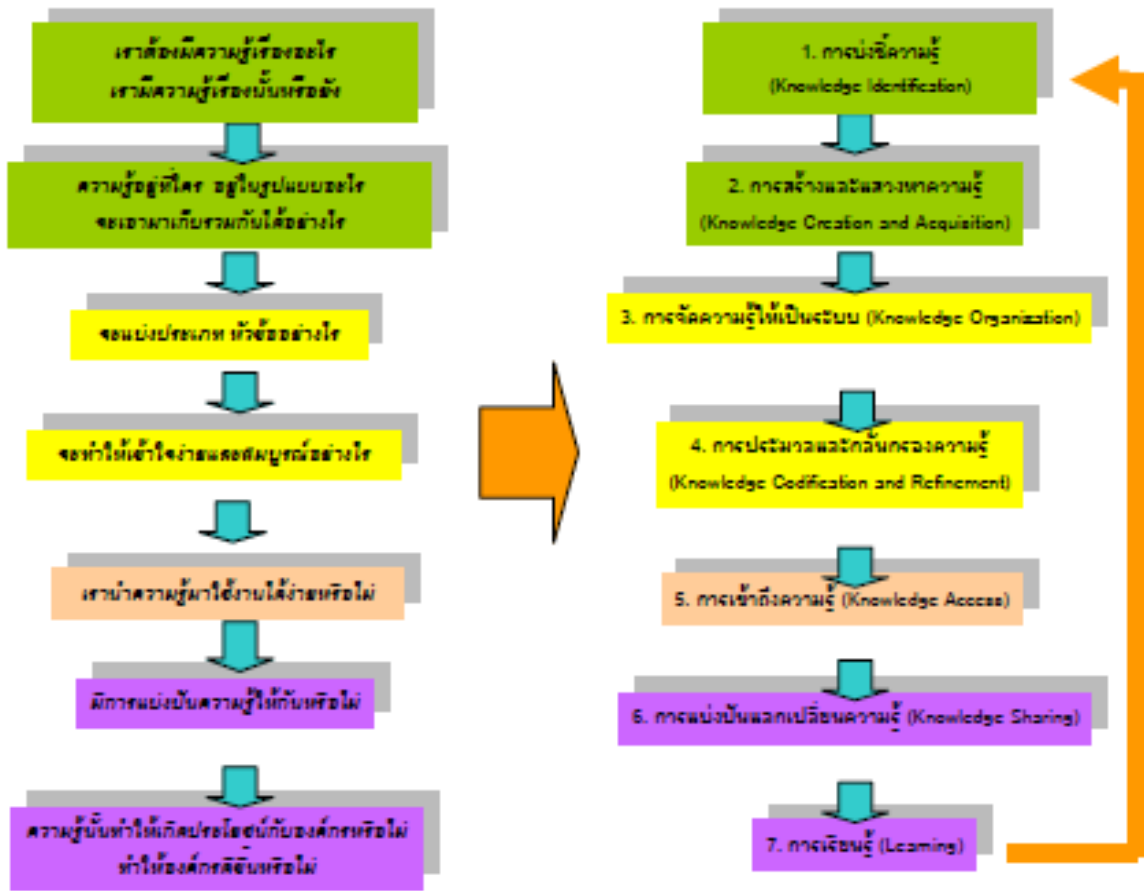 เราต้องมีความรู้เรื่องอะไร
เรามีความรู้เรื่องนั้นหรือยัง
ความรู้อยู่ที่ใคร อยู่ในรูปแบบอะไร
จะเอามาเก็บรวมกันได้อย่างไร
จะแบ่งประเภท หัวข้ออย่างไร
จะทำให้เข้าใจง่ายและสมบูรณ์อย่างไร
เรานำความรู้มาใช้งานได้ง่ายหรือไม่
มีการแบ่งปันความรู้ให้กันหรือไม่
ความรู้นั้นทำให้เกิดประโยชน์กับองค์กรหรือไม่
ทำให้องค์กรดีขึ้นหรือไม่
1. การบ่งชี้ความรู้
(Knowledge Identification)
2. การสร้างและแสวงหาความรู้
(Knowledge Creation and Acquisition)
3. การจัดความรู้ให้เป็นระบบ (Knowledge Organization)
4. การประมวลและกลั่นกรองความรู้
(Knowledge Codification and Refinement)
5. การเข้าถึงความรู้ (Knowledge Access)
6. การแบ่งปันแลกเปลี่ยนความรู้ (Knowledge Sharing)
7. การเรียนรู้ (Learning)